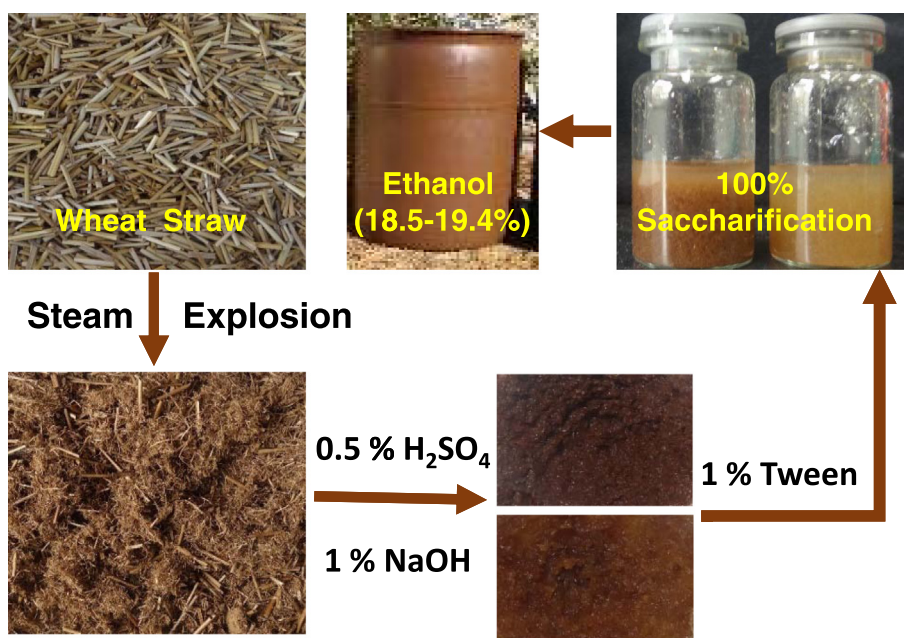 Wheat Straw
Steam Explosion
0.5 % H₂SO₄
1 % NaOH
1 % Tween
100%
Saccharification
Ethanol
(18.5-19.4%)